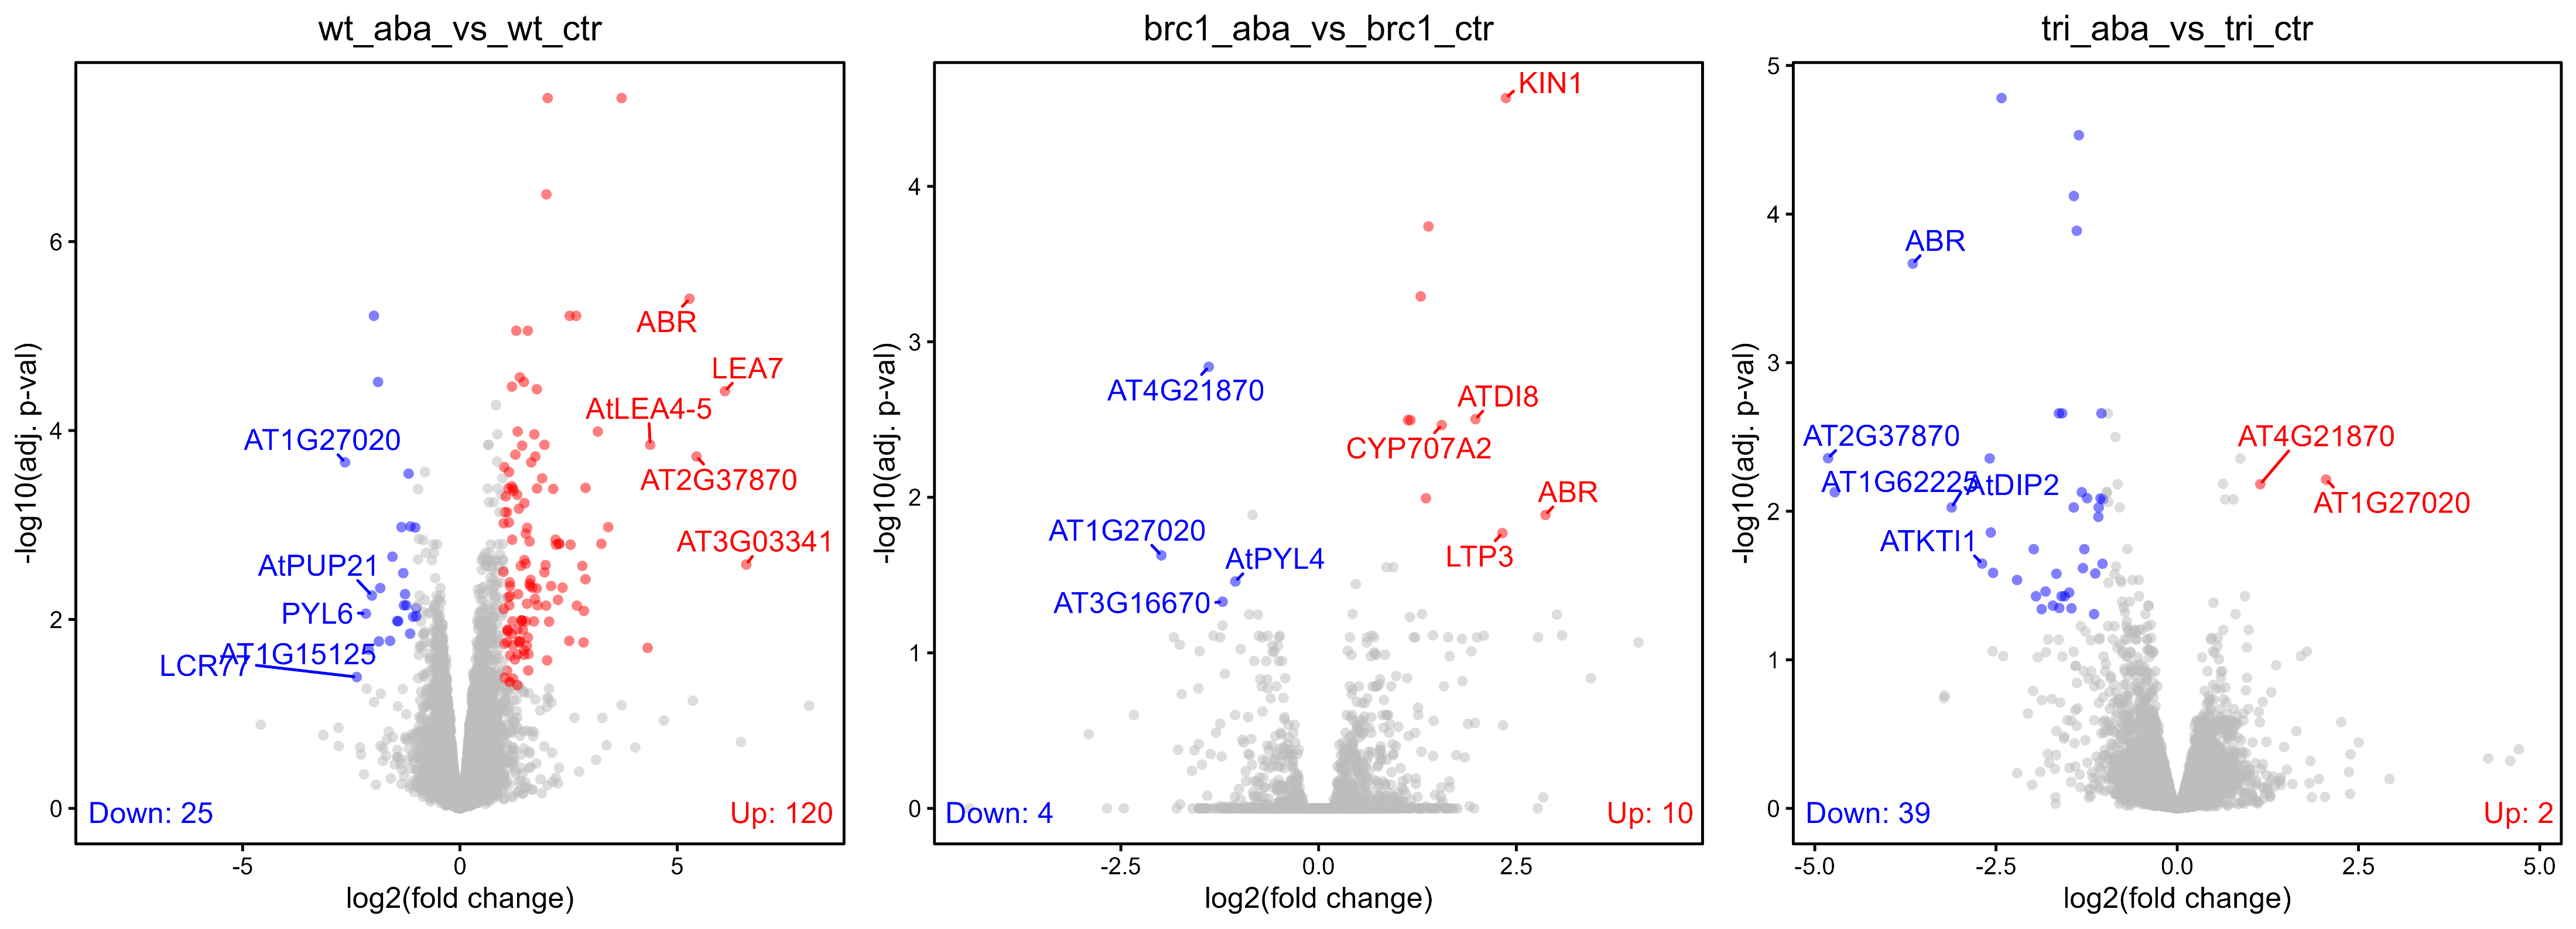 wt_aba_vs_wt_ctr
-log10(adj. p-val)
6
4
2
0
ABR
LEA7
AtLEA4-5
AT2G37870
AT3G03341
AT1G27020
AtPUP21
PYL6
AT1G15125
LCR77
Down: 25
Up: 120
-5
0
5
log2(fold change)
brc1_aba_vs_brc1_ctr
-log10(adj. p-val)
4
3
2
1
0
KIN1
AT4G21870
ATDI8
CYP707A2
ABR
AT1G27020
AtPYL4
LTP3
AT3G16670
Down: 4
Up: 10
-2.5
0.0
2.5
log2(fold change)
tri_aba_vs_tri_ctr
-log10(adj. p-val)
5
4
3
2
1
0
ABR
AT2G37870
AT4G21870
AT1G62225
AtDIP2
AT1G27020
ATKTI1
Down: 39
Up: 2
-5.0
-2.5
0.0
2.5
5.0
log2(fold change)